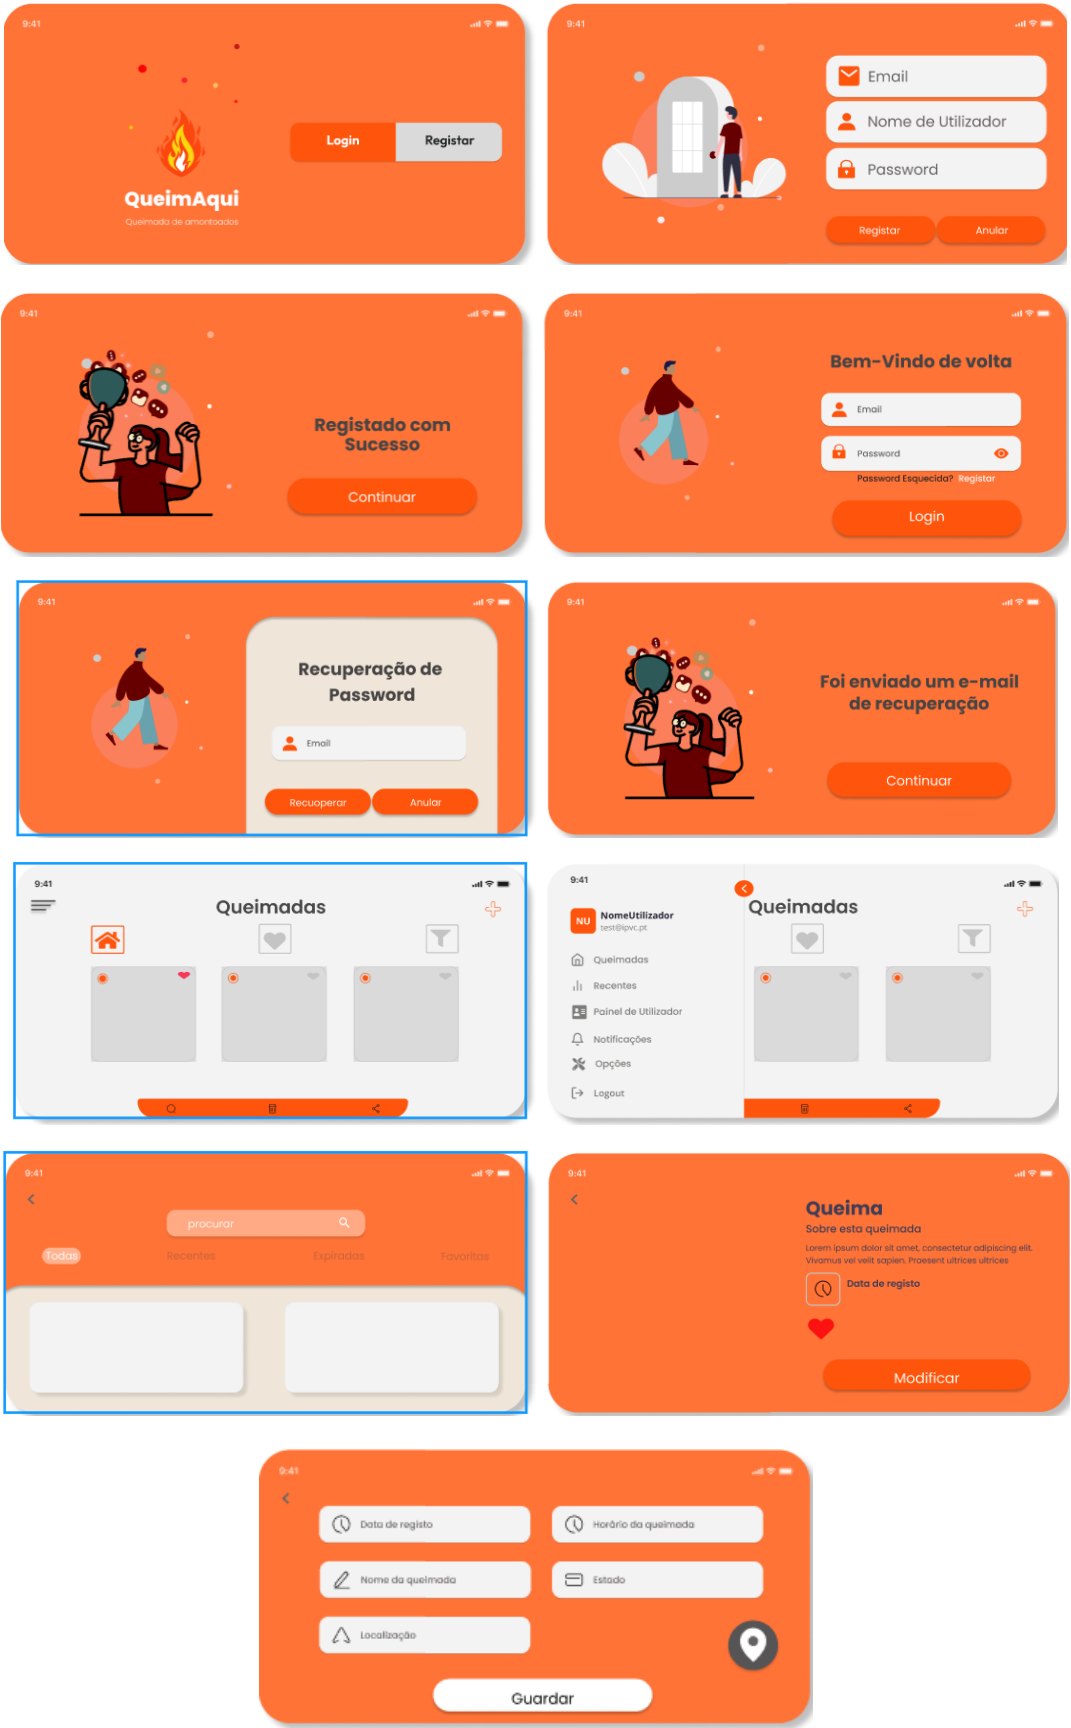 9:41
Login
Registar
QueimAqui
Queimada de amontoados
9:41
Email
Nome de Utilizador
Password
Registar
Anular
9:41
Registado com
Sucesso
Continuar
9:41
Bem-Vindo de volta
Email
Password
Password Esquecida? Registar
Login
9:41
Recuperação de
Password
Email
Recuoperar
Anular
9:41
Foi enviado um e-mail
de recuperação
Continuar
9:41
Queimadas
9:41
NU
NomeUtilizador
test@ipvc.pt
Queimadas
Recentes
Painel de Utilizador
Notificações
Opções
Logout
Queimadas
9:41
procurar
Todas
Recentes
Expiradas
Favoritas
9:41
Queima
Sobre esta queimada
Lorem ipsum dolor sit amet, consectetur adipiscing elit.
Vivamus vel velit sapien. Praesent ultrices ultrices
Data de registo
Modificar
9:41
Data de registo
Horário da queimada
Nome da queimada
Estado
Localização
Guardar